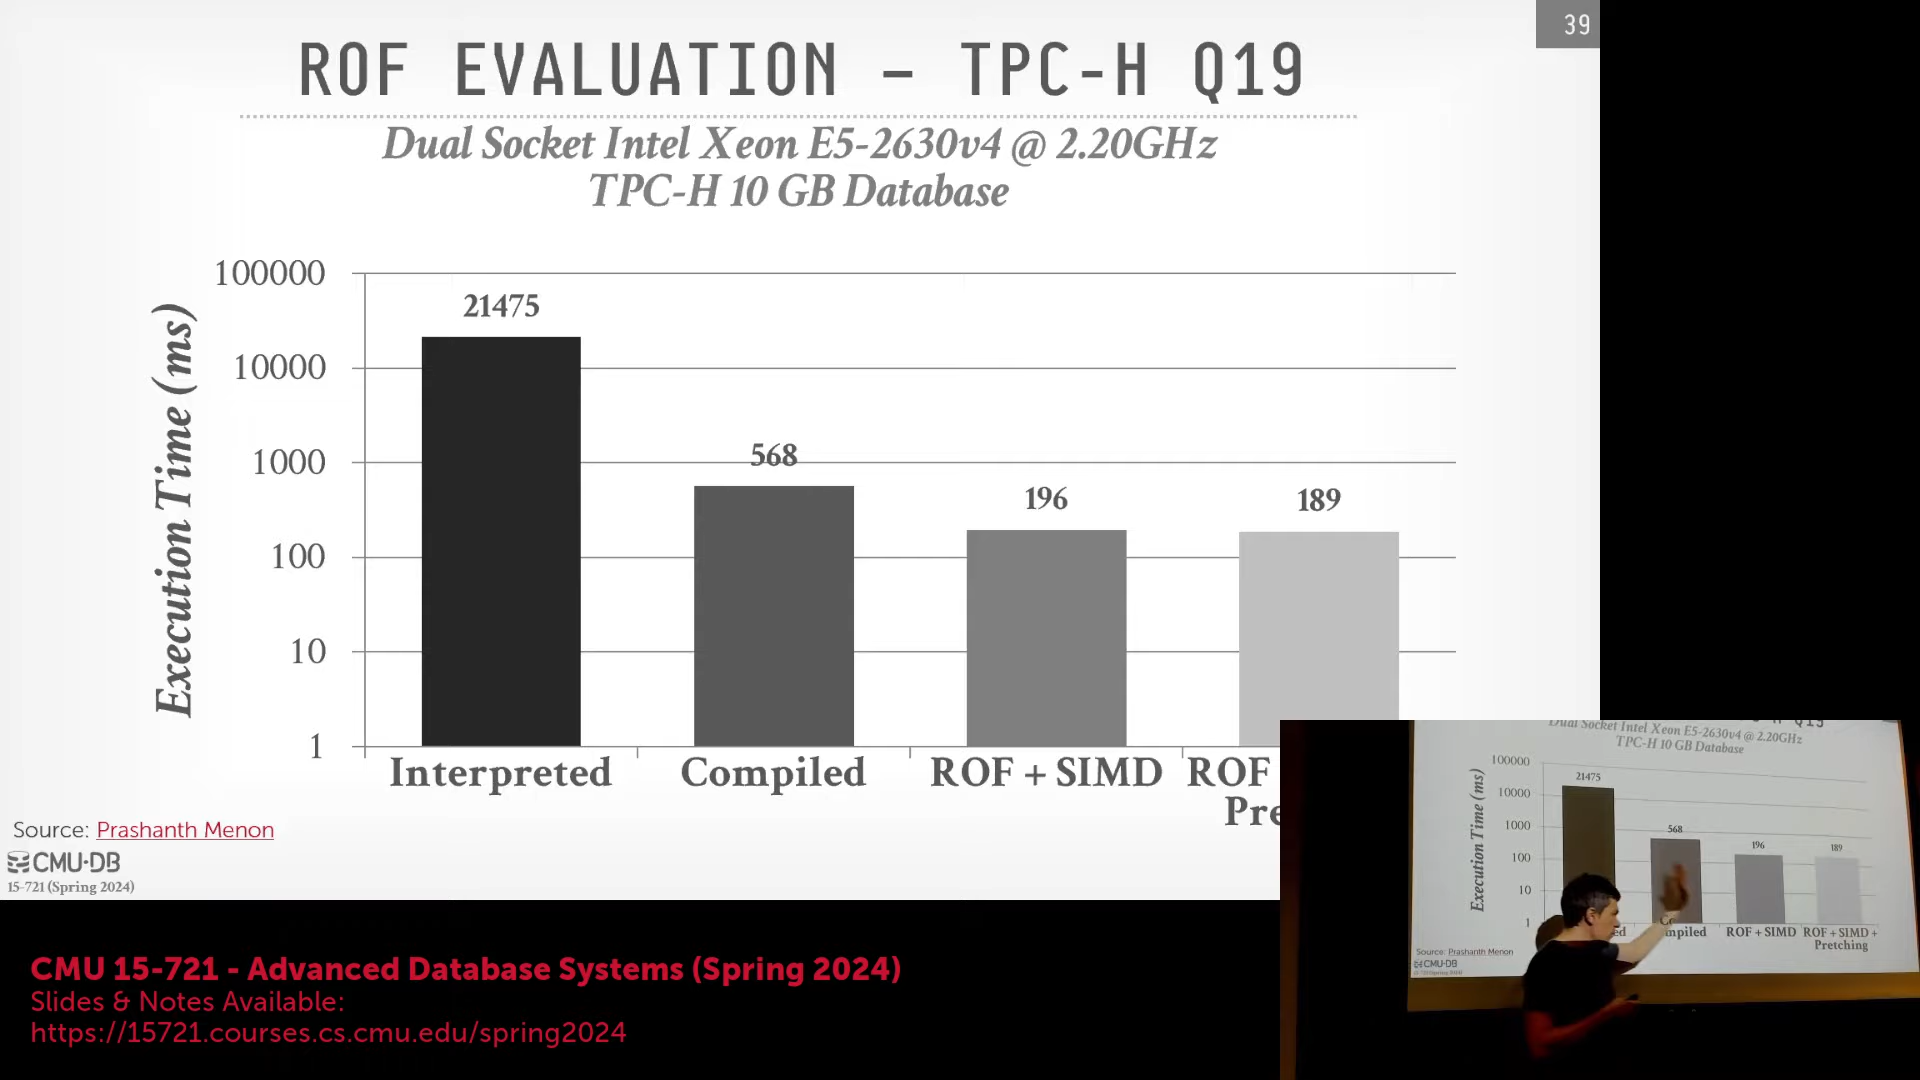 39
ROF EVALUATION – TPC-H Q19
Dual Socket Intel Xeon E5-2630v4 @ 2.20GHz
TPC-H 10 GB Database
Execution Time (ms)
100000
10000
1000
100
10
1
21475
568
196
189
Interpreted
Compiled
ROF + SIMD
ROF
Pre
Source: Prashanth Menon
CMU·DB
15-721 (Spring 2024)
Dual Socket Intel Xeon E5-2630v4 @ 2.20GHz
TPC-H 10 GB Database
Execution Time (ms)
100000
10000
1000
100
10
1
21475
568
196
189
ed
mpiled
ROF + SIMD
ROF + SIMD +
Pretching
Source: Prashanth Menon
CMU·DB
CMU 15-721 - Advanced Database Systems (Spring 2024)
Slides & Notes Available:
https://15721.courses.cs.cmu.edu/spring2024